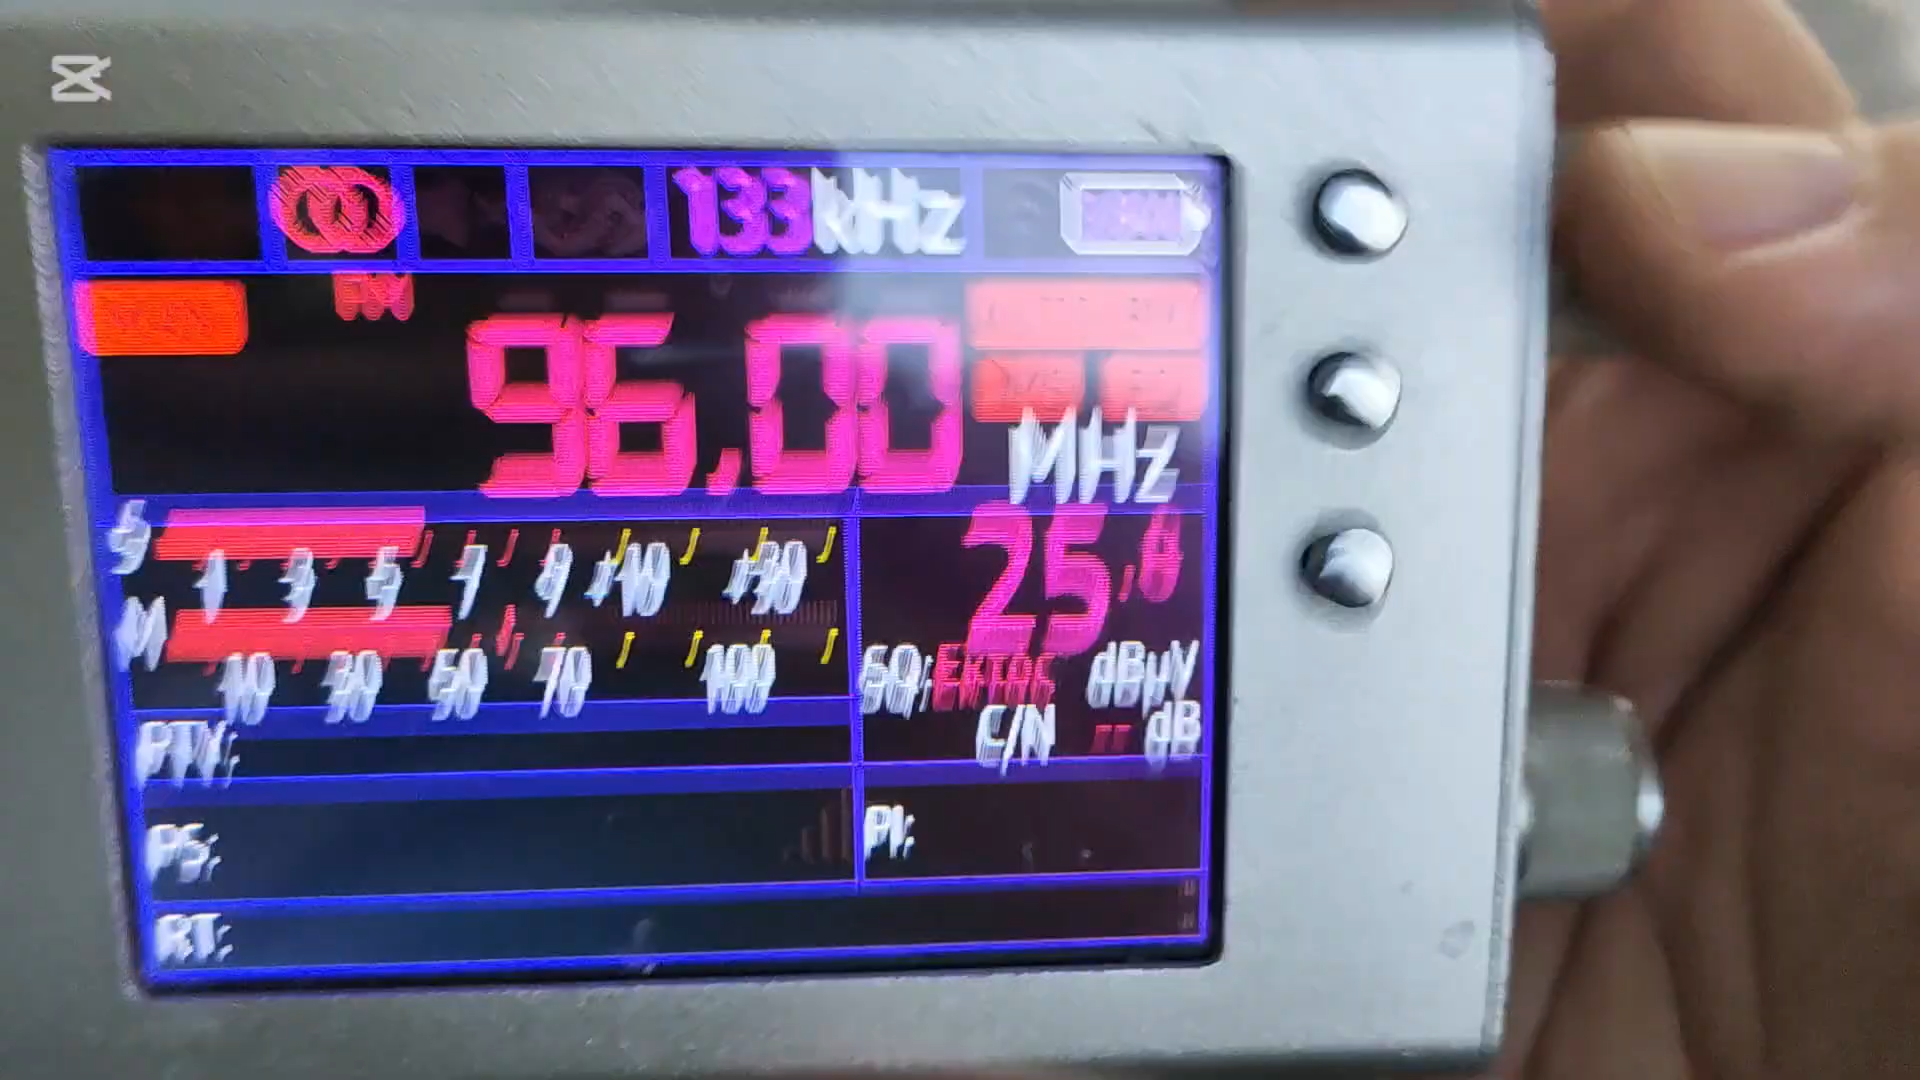 133kHz
FM
96.00
MHz
S
1 3 5 7 9 +10 +30
M
10 30 50 70 100
25.
SQ: Εκτός dBµV
C/N -- dB
PTY:
PS:
PI:
RT: